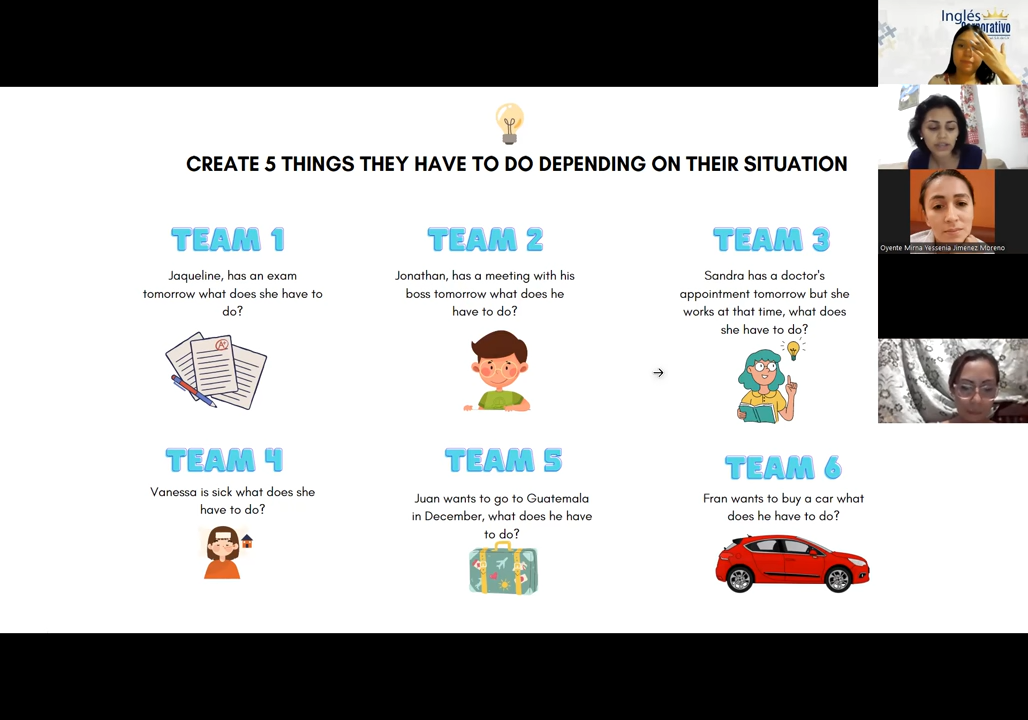 Inglés
Corporativo
CREATE 5 THINGS THEY HAVE TO DO DEPENDING ON THEIR SITUATION
TEAM 1
Jaqueline, has an exam
tomorrow what does she have to
do?
TEAM 2
Jonathan, has a meeting with his
boss tomorrow what does he
have to do?
TEAM 3
Sandra has a doctor's
appointment tomorrow but she
works at that time, what does
she have to do?
Oyente Mirna Yessenia Jimenez Moreno
TEAM 4
Vanessa is sick what does she
have to do?
TEAM 5
Juan wants to go to Guatemala
in December, what does he have
to do?
TEAM 6
Fran wants to buy a car what
does he have to do?